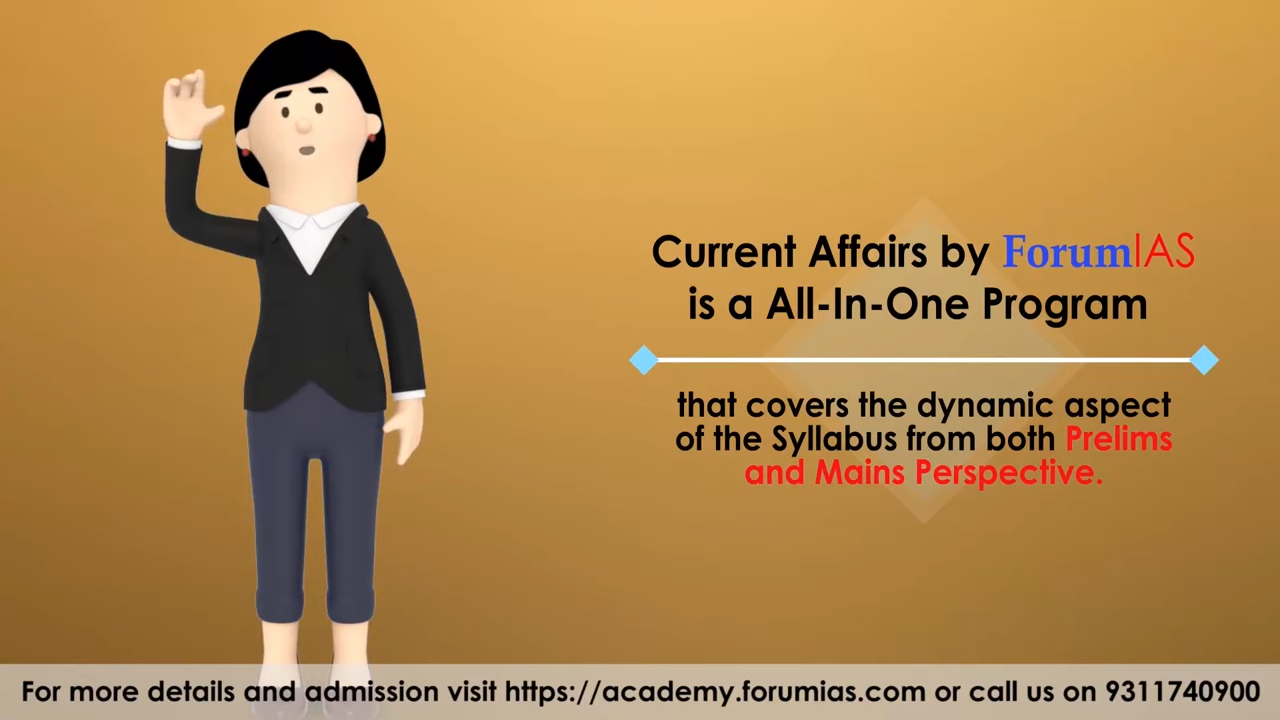 Current Affairs by ForumIAS
is a All-In-One Program
that covers the dynamic aspect
of the Syllabus from both Prelims
and Mains Perspective.
For more details and admission visit https://academy.forumias.com or call us on 9311740900